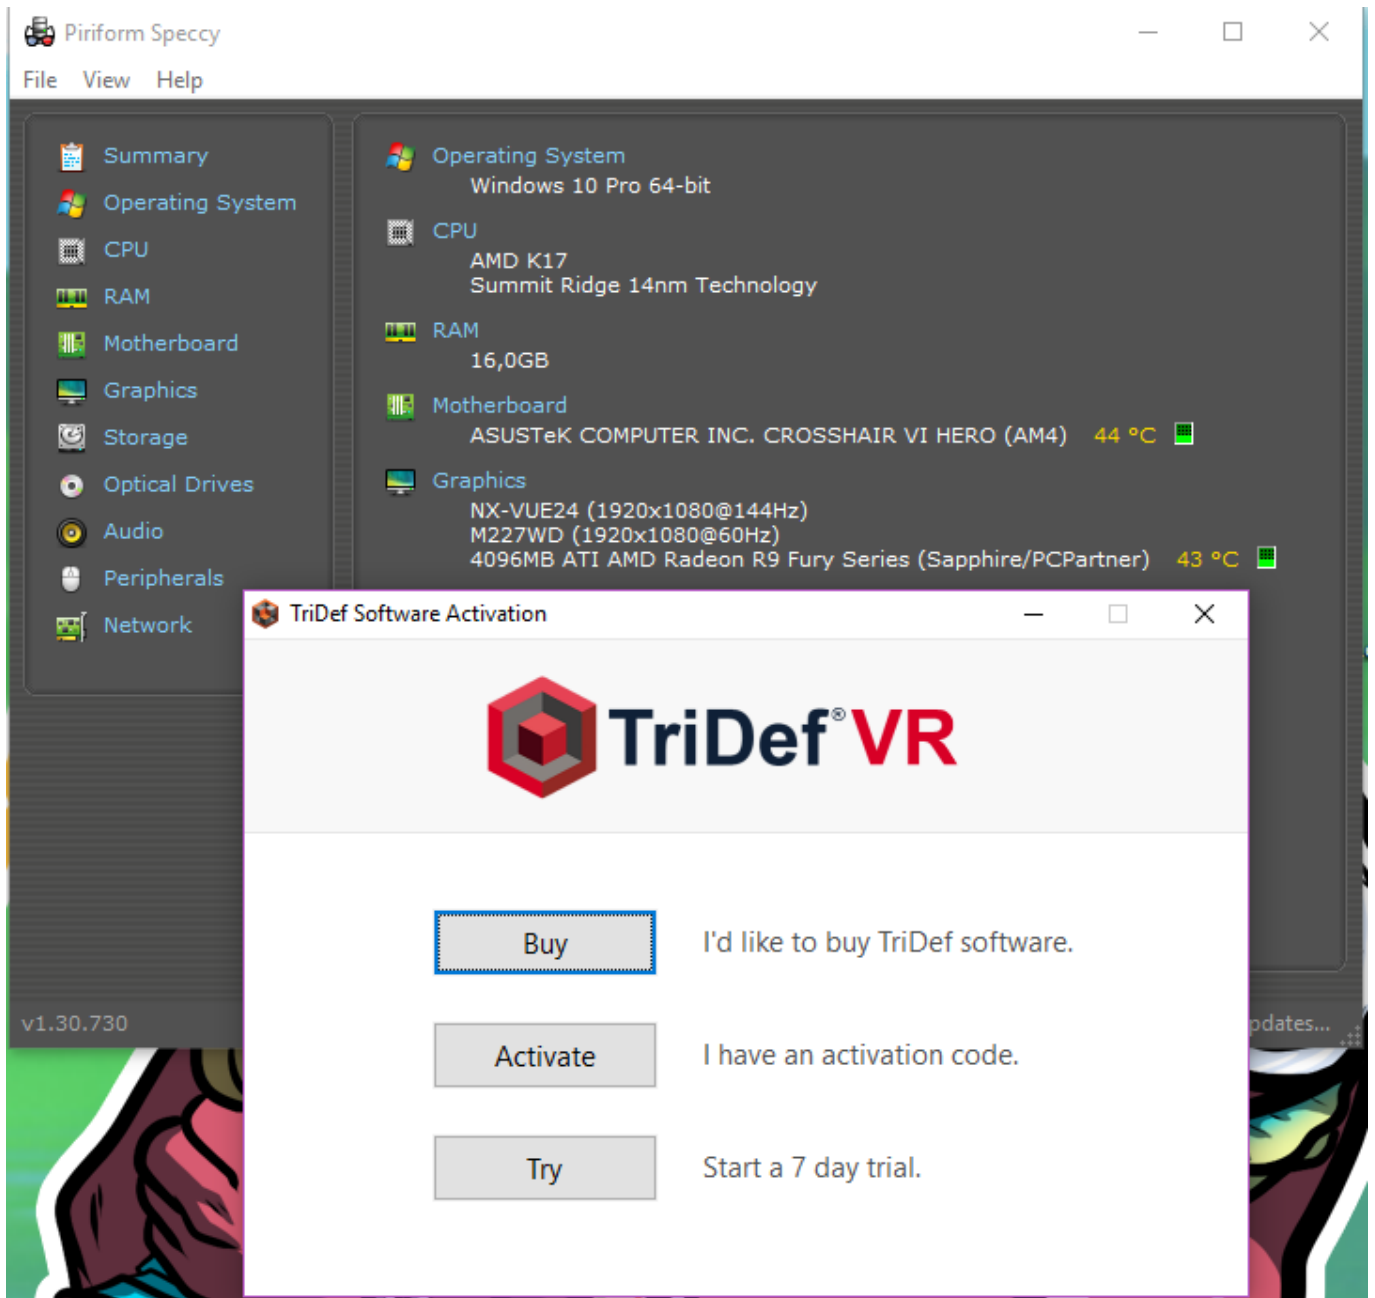 Piriform Speccy
File View Help
Summary
Operating System
CPU
RAM
Motherboard
Graphics
Storage
Optical Drives
Audio
Peripherals
Network
Operating System
Windows 10 Pro 64-bit
CPU
AMD K17
Summit Ridge 14nm Technology
RAM
16,0GB
Motherboard
ASUSTeK COMPUTER INC. CROSSHAIR VI HERO (AM4) 44 °C
Graphics
NX-VUE24 (1920x1080@144Hz)
M227WD (1920x1080@60Hz)
4096MB ATI AMD Radeon R9 Fury Series (Sapphire/PCPartner) 43 °C
TriDef Software Activation
TriDef® VR
Buy I'd like to buy TriDef software.
Activate I have an activation code.
Try Start a 7 day trial.
v1.30.730
pdates...